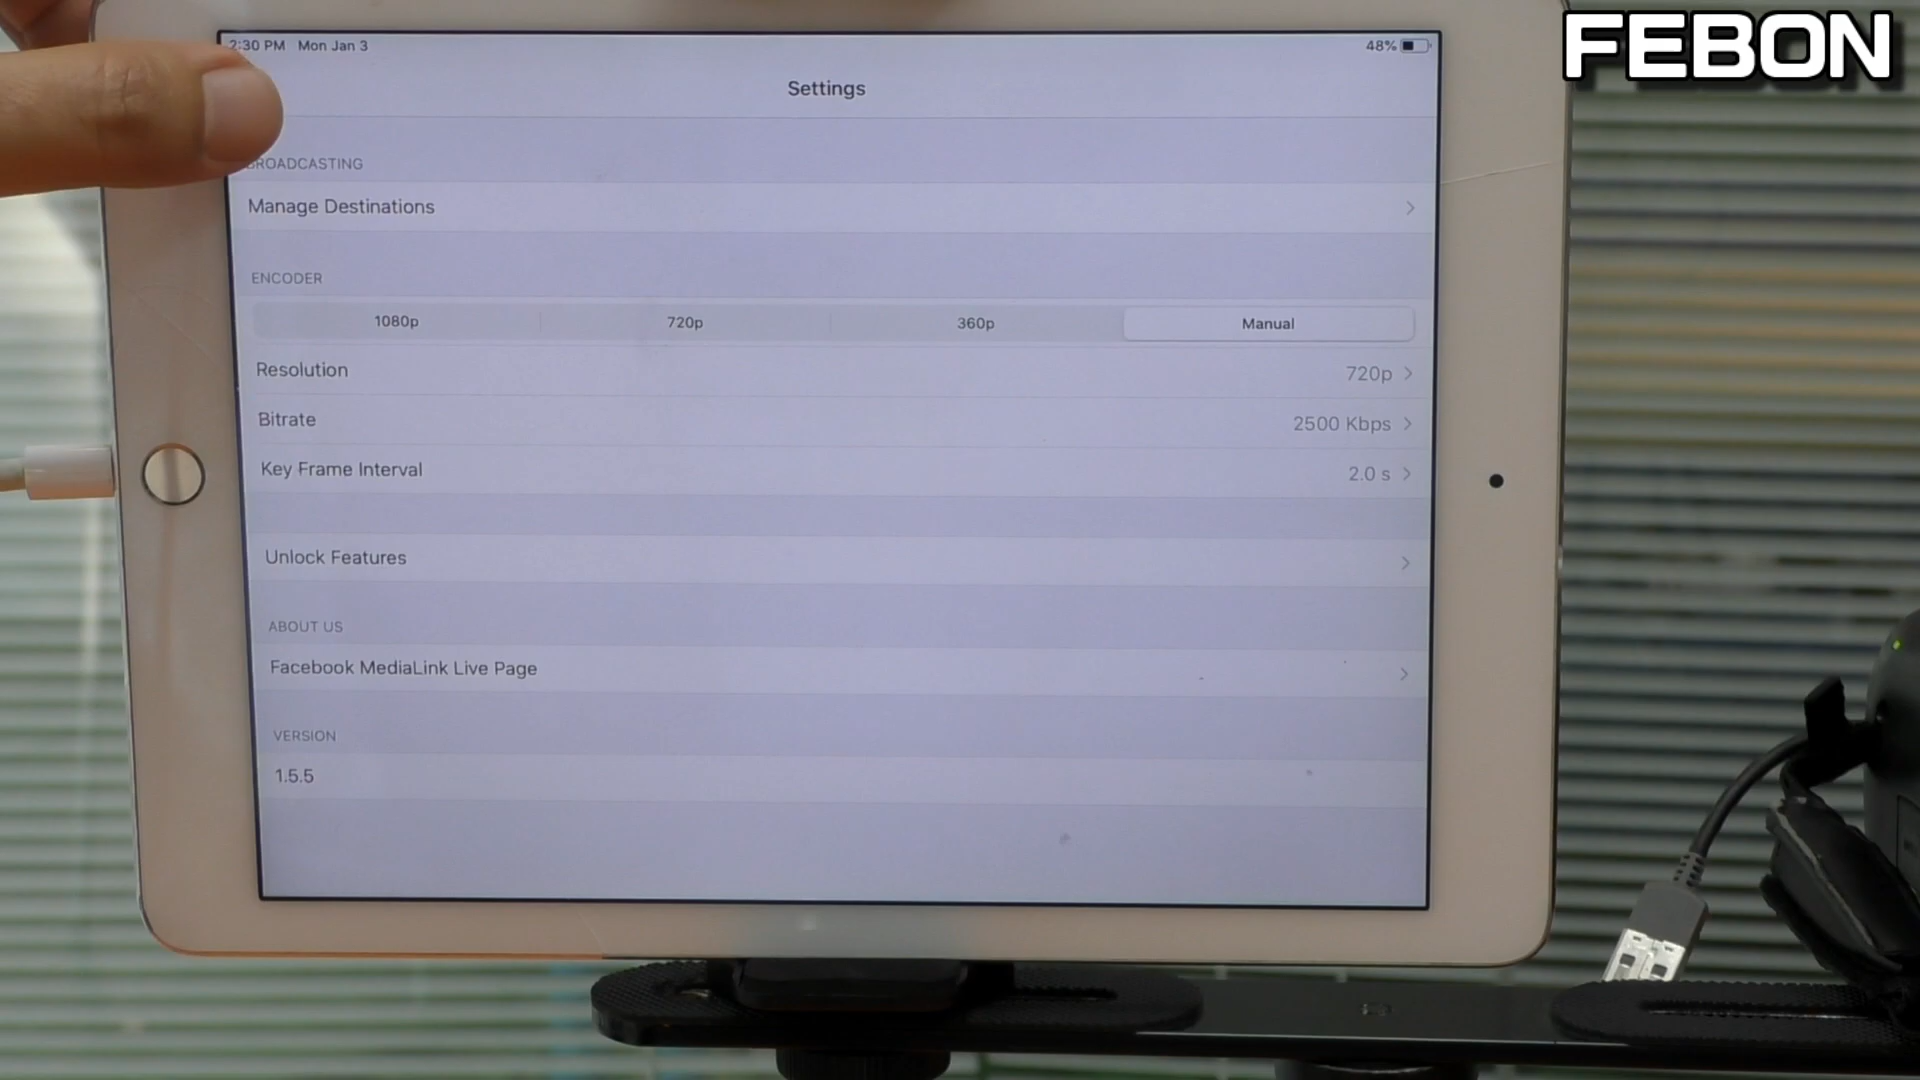 FEBON
2:30 PM Mon Jan 3
48%
Settings
BROADCASTING
Manage Destinations
ENCODER
1080p 720p 360p Manual
Resolution 720p
Bitrate 2500 Kbps
Key Frame Interval 2.0 s
Unlock Features
ABOUT US
Facebook MediaLink Live Page
VERSION
1.5.5